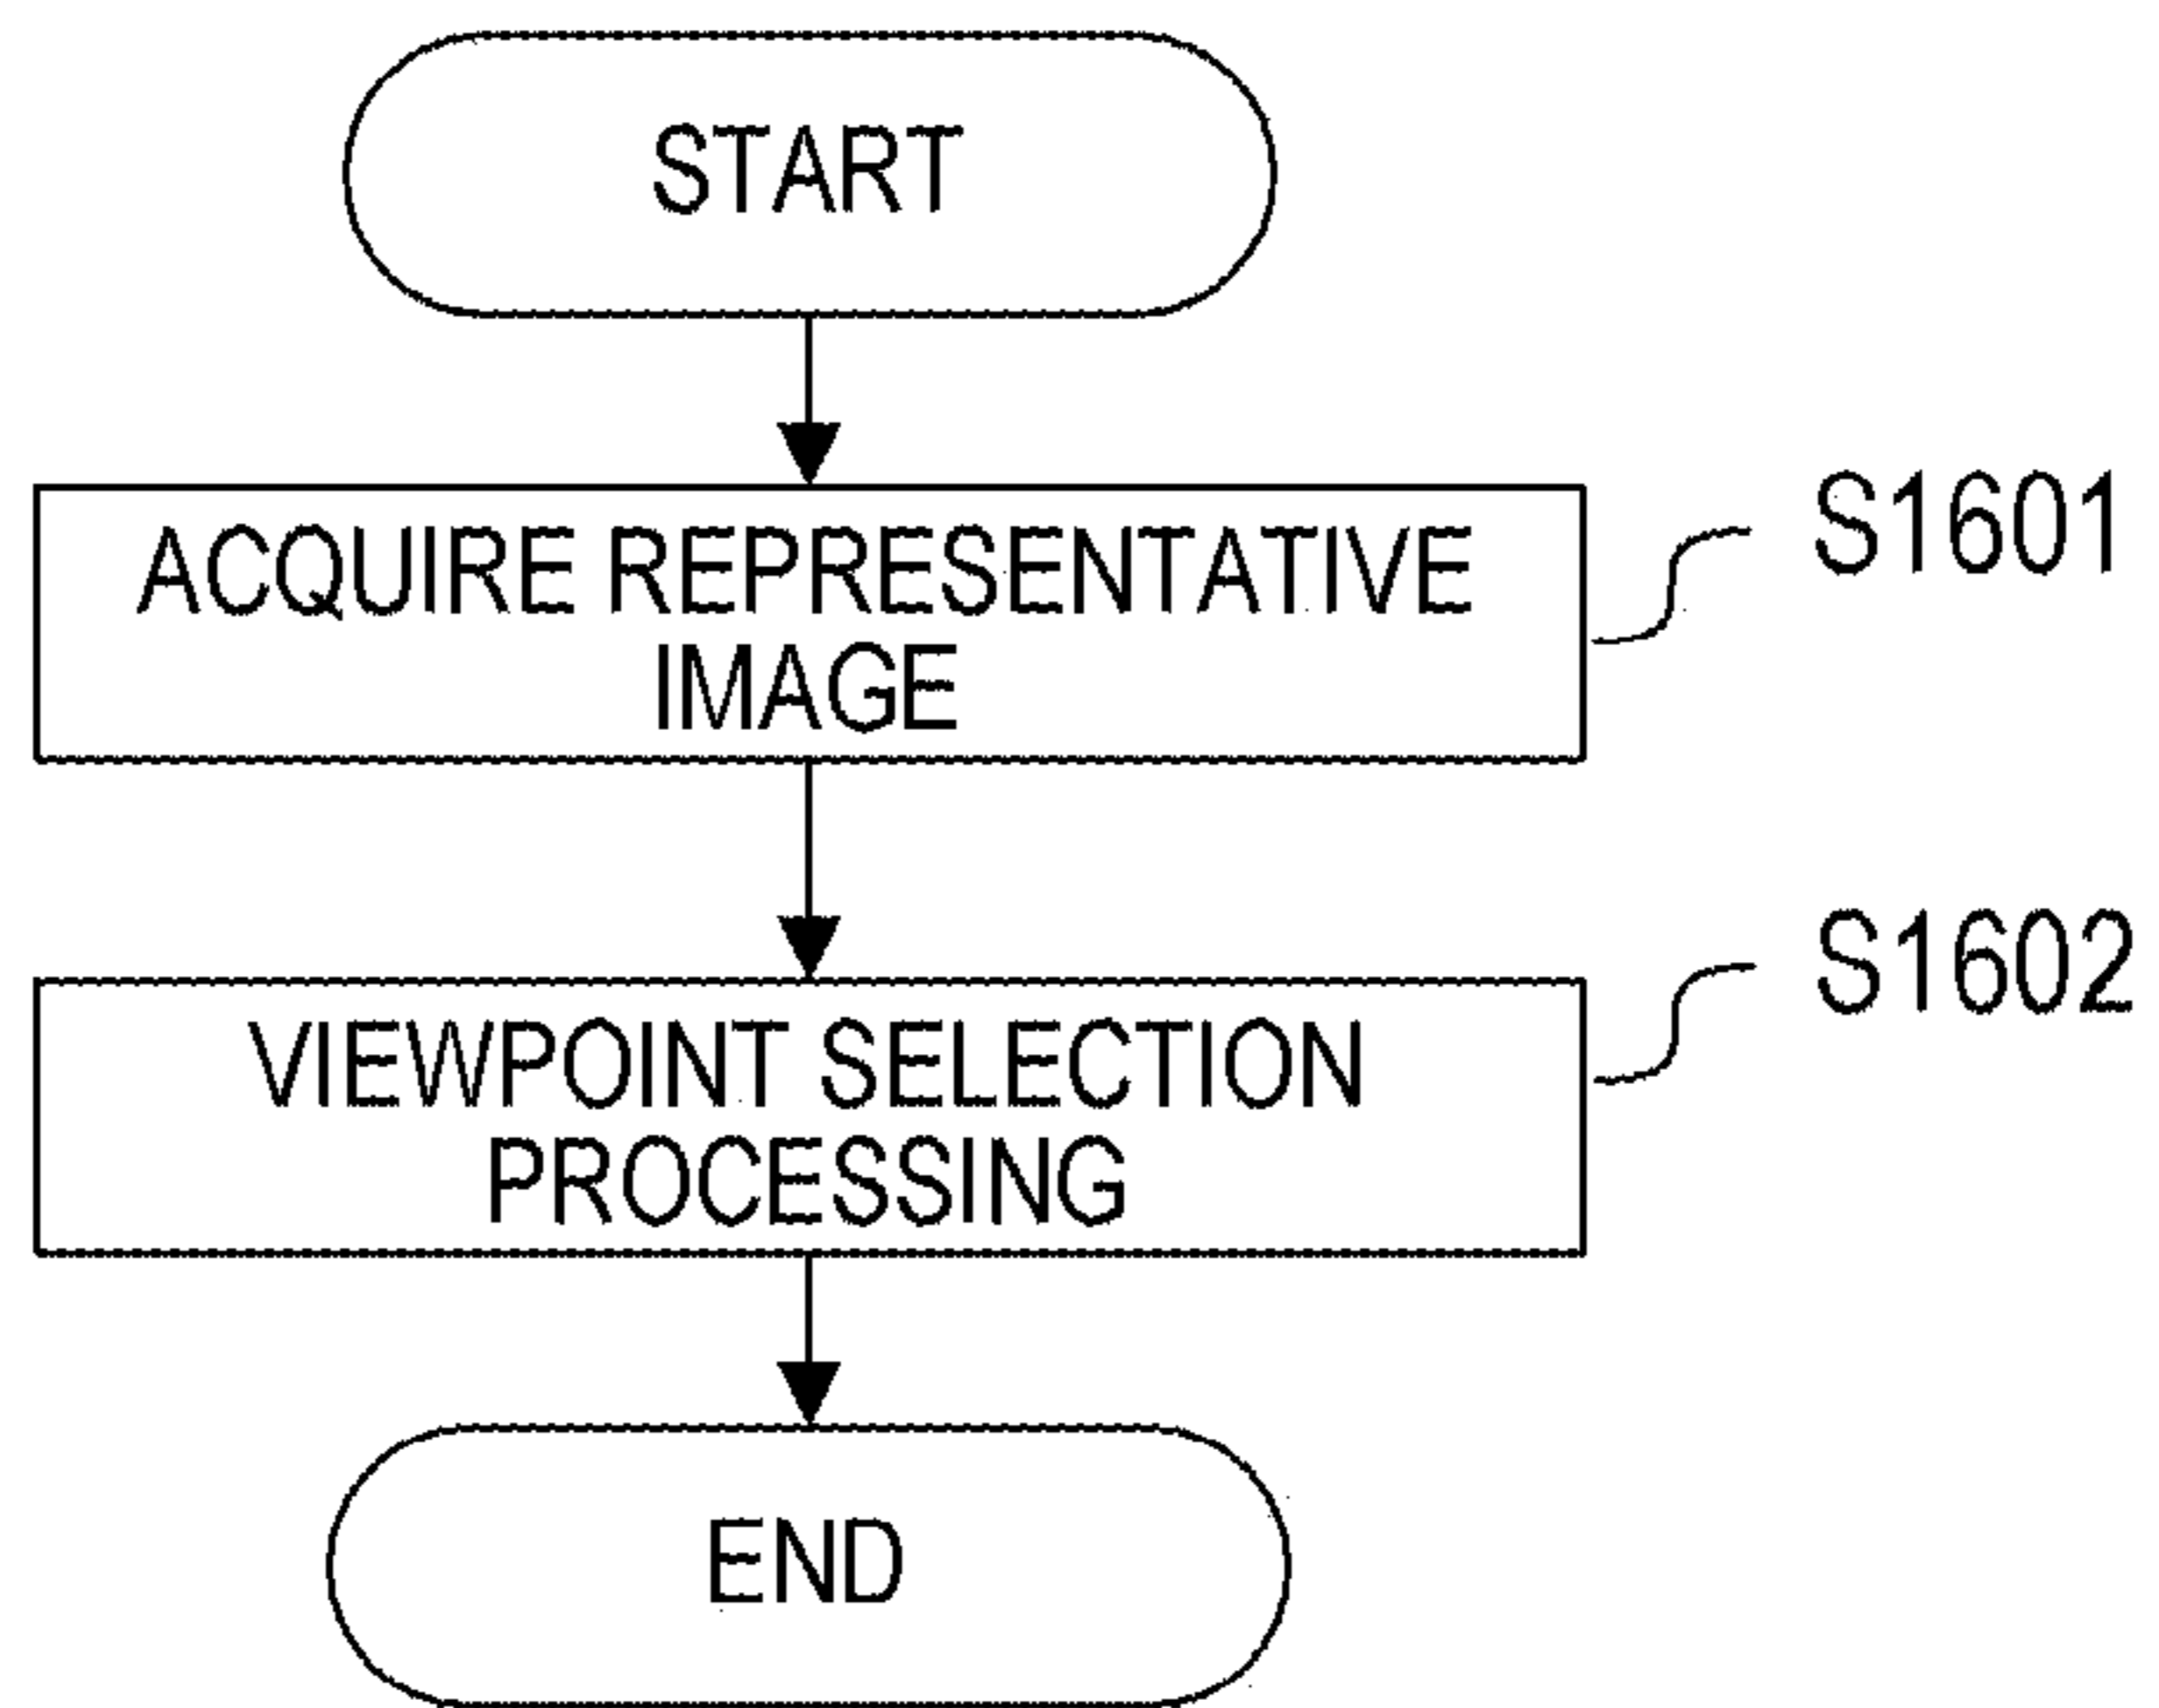 START
ACQUIRE REPRESENTATIVE
IMAGE
S1601
VIEWPOINT SELECTION
PROCESSING
S1602
END